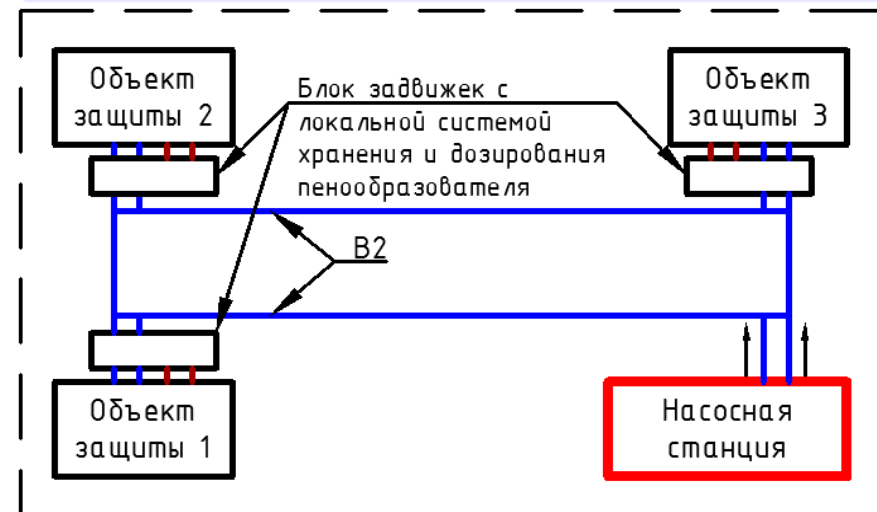 Объект
защиты 2
Блок задвижек с
локальной системой
хранения и дозирования
пенообразователя
Объект
защиты 3
В2
Объект
защиты 1
Насосная
станция